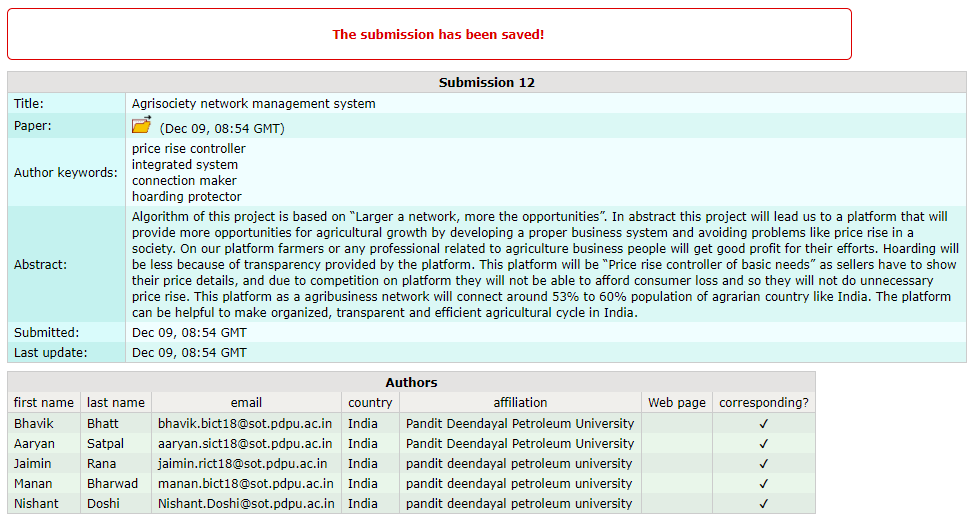 The submission has been saved!
Submission 12
Title: Agrisociety network management system
Paper: (Dec 09, 08:54 GMT)
Author keywords:
price rise controller
integrated system
connection maker
hoarding protector
Abstract:
Algorithm of this project is based on “Larger a network, more the opportunities”. In abstract this project will lead us to a platform that will
provide more opportunities for agricultural growth by developing a proper business system and avoiding problems like price rise in a
society. On our platform farmers or any professional related to agriculture business people will get good profit for their efforts. Hoarding will
be less because of transparency provided by the platform. This platform will be “Price rise controller of basic needs” as sellers have to show
their price details, and due to competition on platform they will not be able to afford consumer loss and so they will not do unnecessary
price rise. This platform as a agribusiness network will connect around 53% to 60% population of agrarian country like India. The platform
can be helpful to make organized, transparent and efficient agricultural cycle in India.
Submitted: Dec 09, 08:54 GMT
Last update: Dec 09, 08:54 GMT
Authors
first name last name email country affiliation Web page corresponding?
Bhavik Bhatt bhavik.bict18@sot.pdpu.ac.in India Pandit Deendayal Petroleum University ✓
Aaryan Satpal aaryan.sict18@sot.pdpu.ac.in India Pandit Deendayal Petroleum University ✓
Jaimin Rana jaimin.rict18@sot.pdpu.ac.in India pandit deendayal petroleum university ✓
Manan Bharwad manan.bict18@sot.pdpu.ac.in India pandit deendayal petroleum university ✓
Nishant Doshi Nishant.Doshi@sot.pdpu.ac.in India pandit deendayal petroleum university ✓